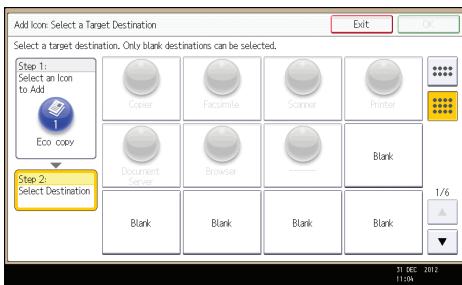 Add Icon: Select a Target Destination
Exit
OK
Select a target destination. Only blank destinations can be selected.
Step 1:
Select an Icon
to Add
1
Eco copy
Step 2:
Select Destination
Copier
Facsimile
Scanner
Printer
Document
Server
Browser
--------
Blank
Blank
Blank
Blank
Blank
1/6
31 DEC 2012
11:04